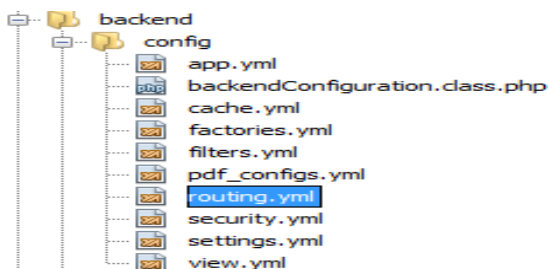 backend
config
app.yml
backendConfiguration.class.php
cache.yml
factories.yml
filters.yml
pdf_configs.yml
routing.yml
security.yml
settings.yml
view.yml